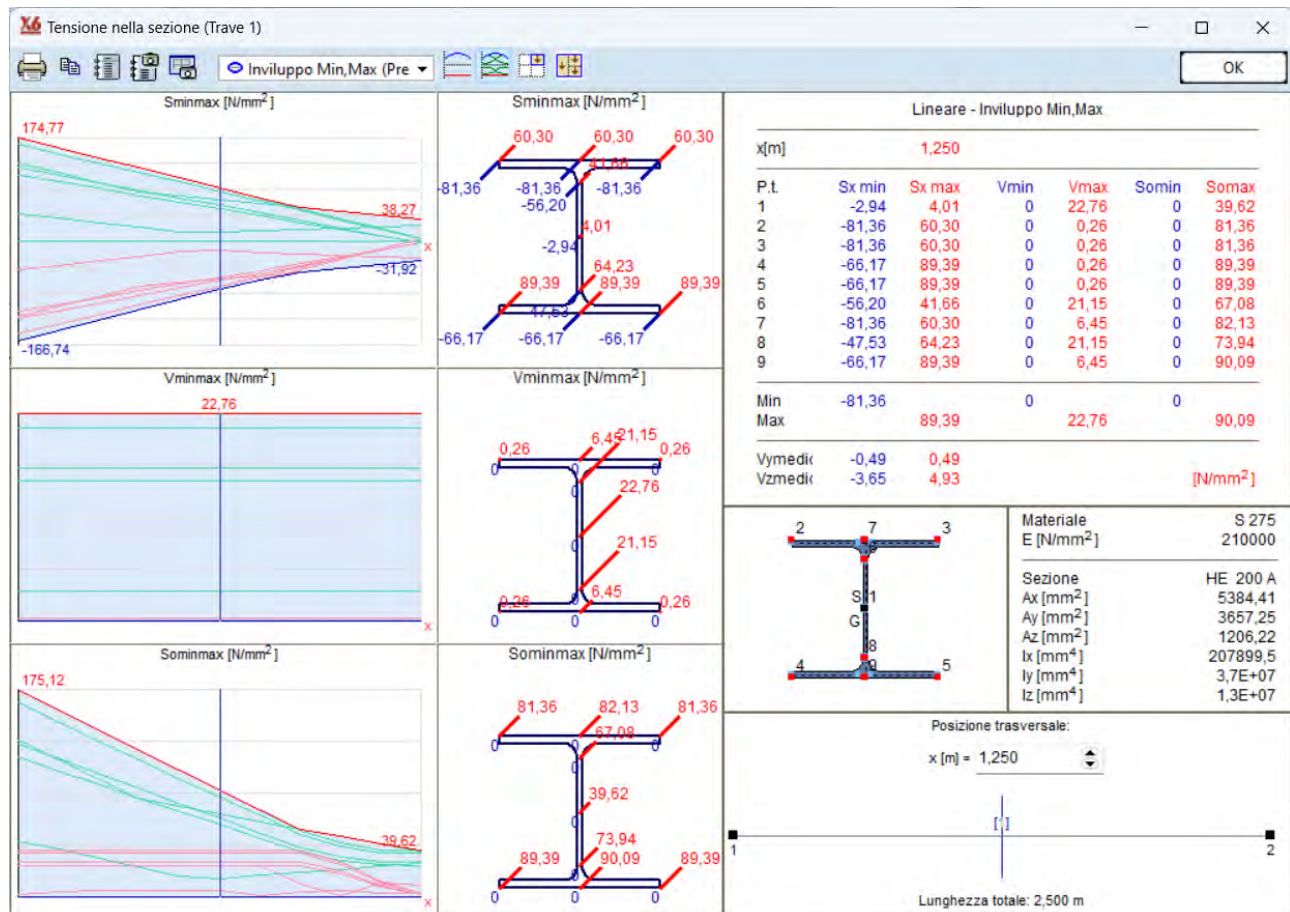 X6 Tensione nella sezione (Trave 1)
Inviluppo Min,Max (Pre
OK
Sminmax [N/mm²]
174,77
38,27
x
-31,92
-166,74
Vminmax [N/mm²]
22,76
x
Sominmax [N/mm²]
175,12
39,62
x
Sminmax [N/mm²]
60,30 60,30 60,30
41,66
-81,36 -81,36 -81,36
-56,20
4,01
-2,94
64,23
89,39 89,39 89,39
-47,53
-66,17 -66,17 -66,17
Vminmax [N/mm²]
0,26 6,45 21,15 0,26
0 0 0
0
22,76
0
21,15
0
0,26 6,45 0,26
0 0 0
Sominmax [N/mm²]
81,36 82,13 81,36
67,08
0 0 0
0
39,62
0
73,94
89,39 90,09 89,39
0
0 0 0
Lineare - Inviluppo Min,Max
x[m] 1,250
P.t. Sx min Sx max Vmin Vmax Somin Somax
1 -2,94 4,01 0 22,76 0 39,62
2 -81,36 60,30 0 0,26 0 81,36
3 -81,36 60,30 0 0,26 0 81,36
4 -66,17 89,39 0 0,26 0 89,39
5 -66,17 89,39 0 0,26 0 89,39
6 -56,20 41,66 0 21,15 0 67,08
7 -81,36 60,30 0 6,45 0 82,13
8 -47,53 64,23 0 21,15 0 73,94
9 -66,17 89,39 0 6,45 0 90,09
Min -81,36 0 0
Max 89,39 22,76 90,09
Vymedic -0,49 0,49
Vzmedic -3,65 4,93 [N/mm²]
2 7 3
S 1
G
8
4 9 5
Materiale S 275
E [N/mm²] 210000
Sezione HE 200 A
Ax [mm²] 5384,41
Ay [mm²] 3657,25
Az [mm²] 1206,22
Ix [mm⁴] 207899,5
Iy [mm⁴] 3,7E+07
Iz [mm⁴] 1,3E+07
Posizione trasversale:
x [m] = 1,250
[1]
1 2
Lunghezza totale: 2,500 m